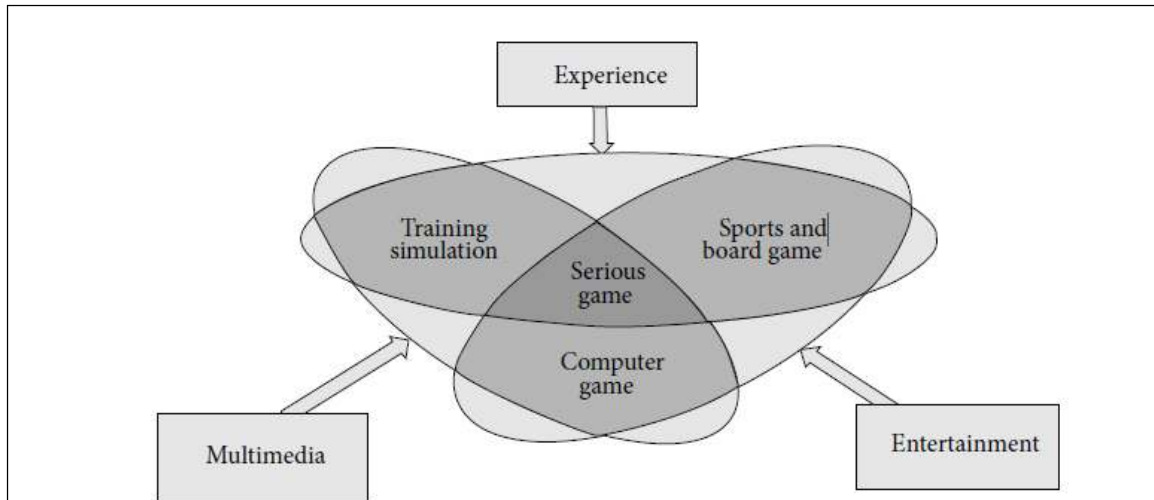 Experience
Training
simulation
Sports and
board game
Serious
game
Computer
game
Multimedia
Entertainment